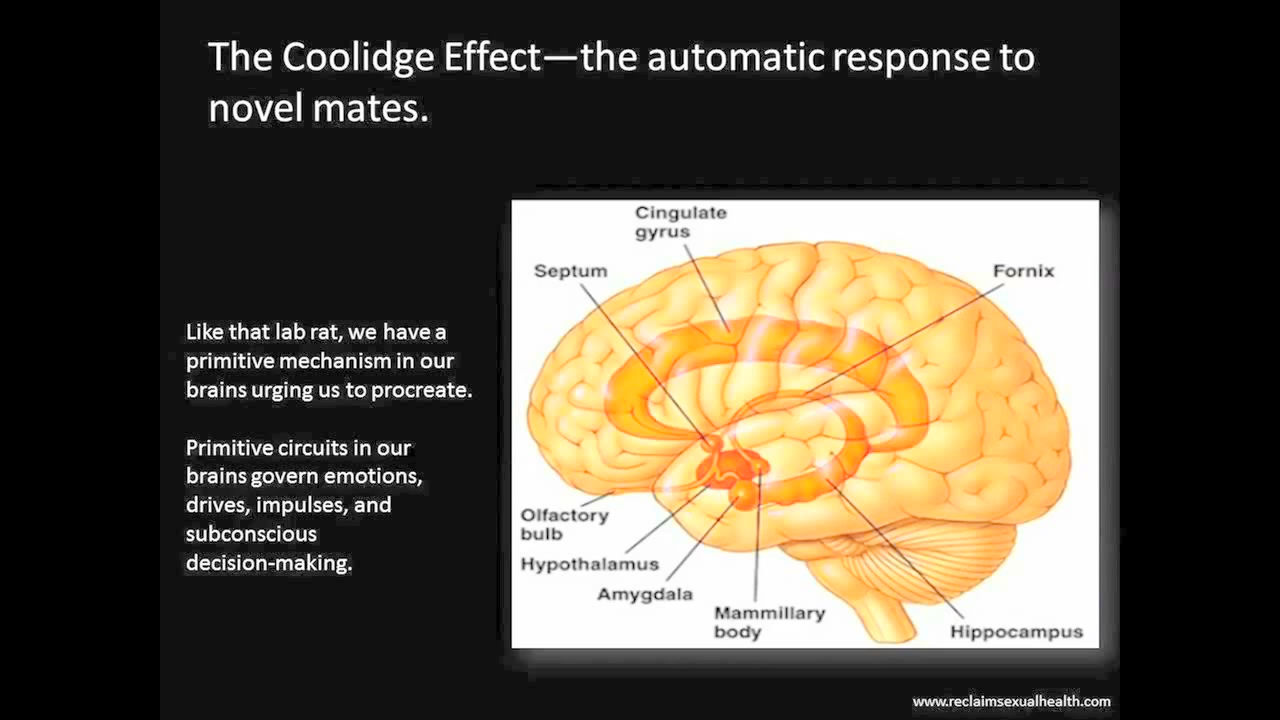 The Coolidge Effect—the automatic response to
novel mates.
Like that lab rat, we have a
primitive mechanism in our
brains urging us to procreate.
Primitive circuits in our
brains govern emotions,
drives, impulses, and
subconscious
decision-making.
Cingulate
gyrus
Septum
Fornix
Olfactory
bulb
Hypothalamus
Amygdala
Mammillary
body
Hippocampus
www.reclaimsexualhealth.com